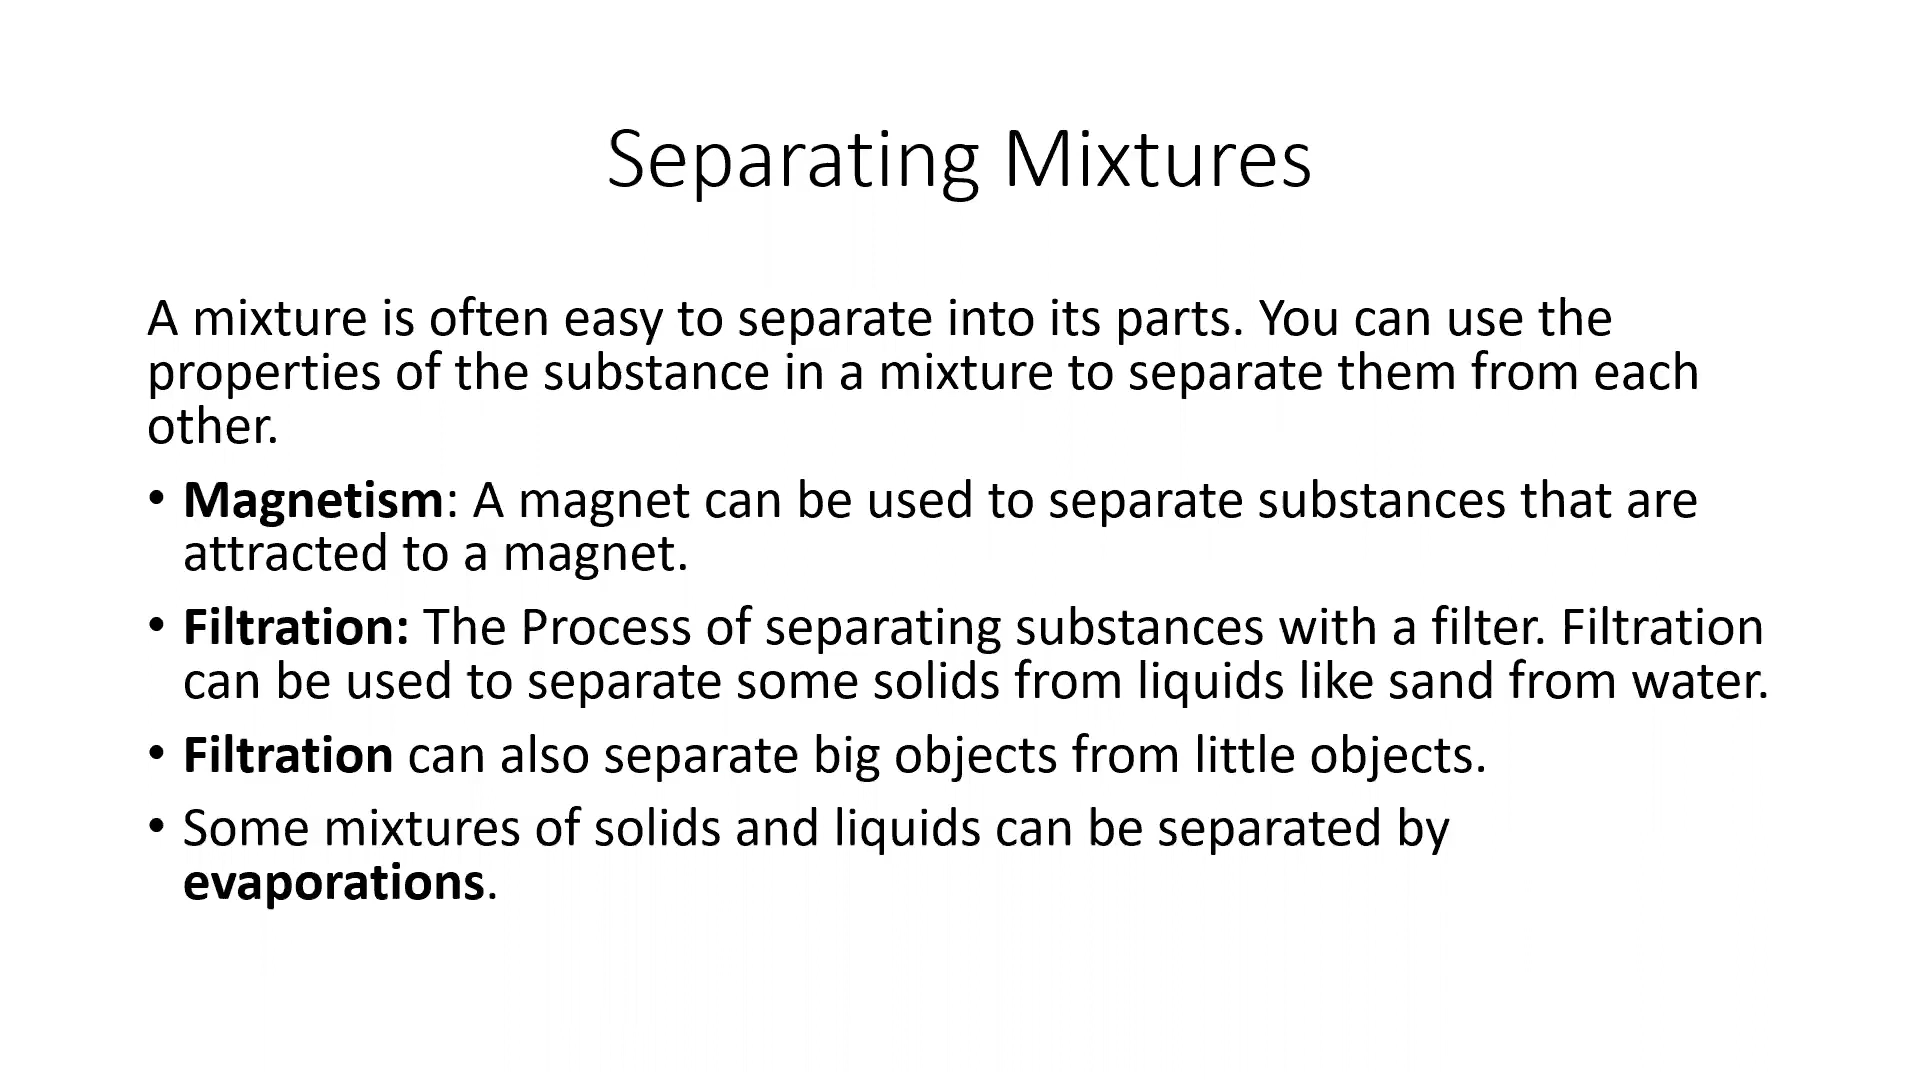 Separating Mixtures
A mixture is often easy to separate into its parts. You can use the
properties of the substance in a mixture to separate them from each
other.
• Magnetism: A magnet can be used to separate substances that are
attracted to a magnet.
• Filtration: The Process of separating substances with a filter. Filtration
can be used to separate some solids from liquids like sand from water.
• Filtration can also separate big objects from little objects.
• Some mixtures of solids and liquids can be separated by
evaporations.